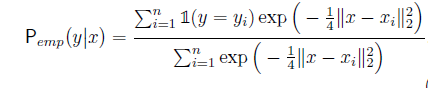 P_{emp}(y|x) = \frac{\sum_{i=1}^{n} \mathbb{1}(y = y_i) \exp\left(-\frac{1}{4}\|x - x_i\|_2^2\right)}{\sum_{i=1}^{n} \exp\left(-\frac{1}{4}\|x - x_i\|_2^2\right)}